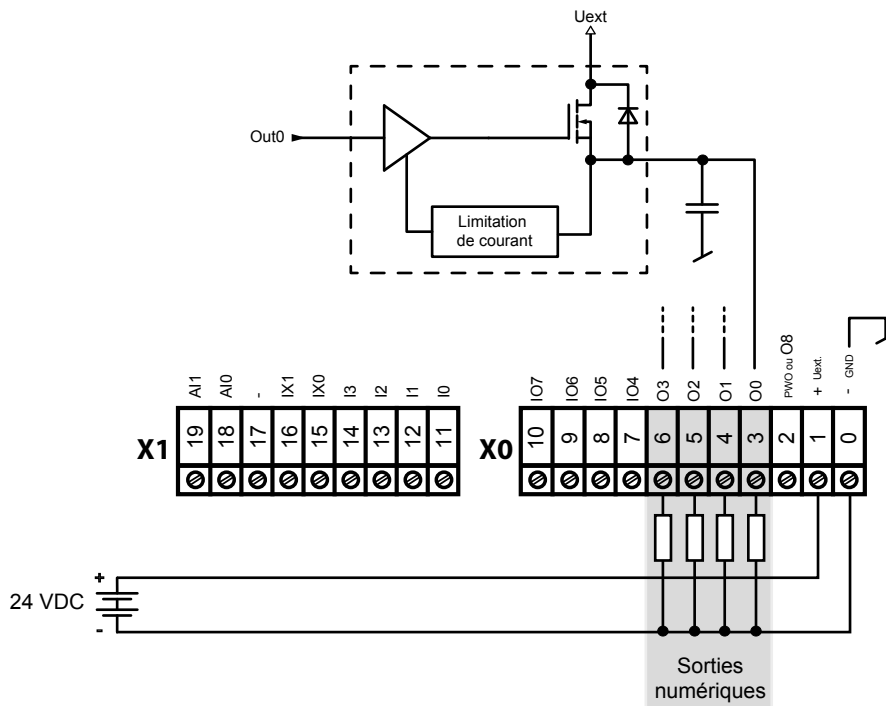 Uext
Out0
Limitation
de courant
AI1
AI0
-
IX1
IX0
I3
I2
I1
I0
IO7
IO6
IO5
IO4
O3
O2
O1
O0
PWO ou O8
+ Uext.
- GND
X1
19
18
17
16
15
14
13
12
11
X0
10
9
8
7
6
5
4
3
2
1
0
+
24 VDC
-
Sorties
numériques